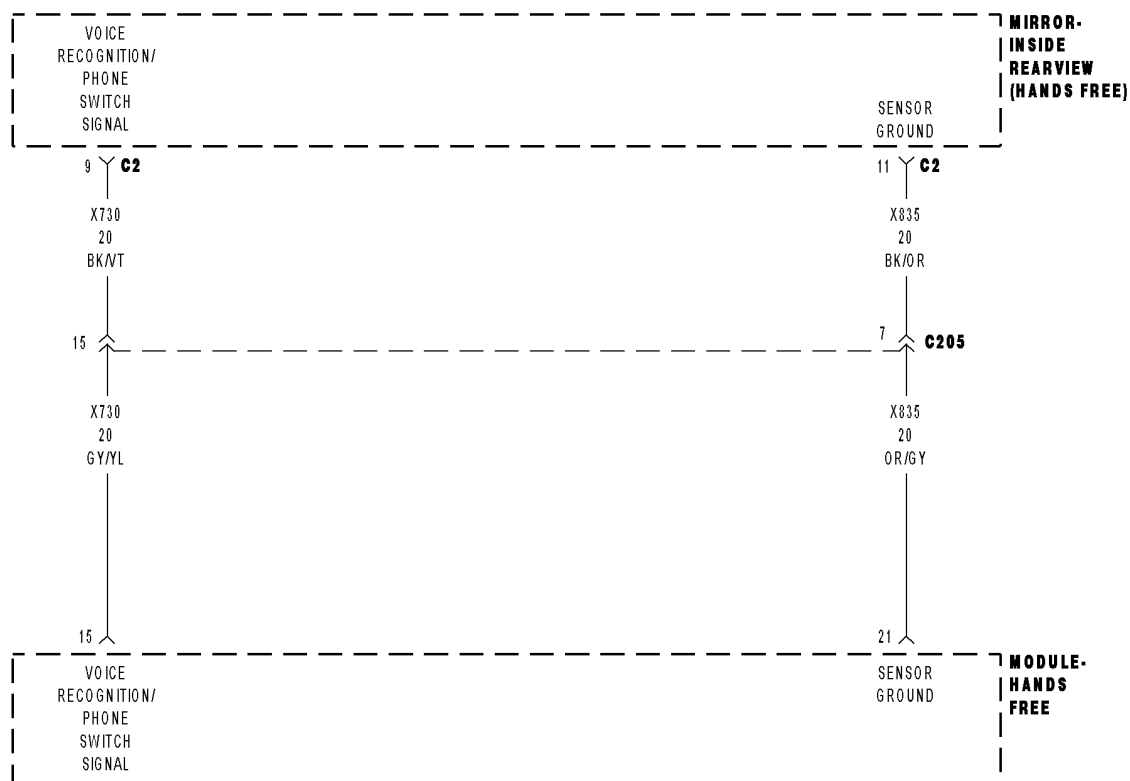 VOICE
RECOGNITION/
PHONE
SWITCH
SIGNAL
SENSOR
GROUND
MIRROR-
INSIDE
REARVIEW
(HANDS FREE)
9 C2
11 C2
X730
20
BK/VT
X835
20
BK/OR
15
7 C205
X730
20
GY/YL
X835
20
OR/GY
15
21
VOICE
RECOGNITION/
PHONE
SWITCH
SIGNAL
SENSOR
GROUND
MODULE-
HANDS
FREE